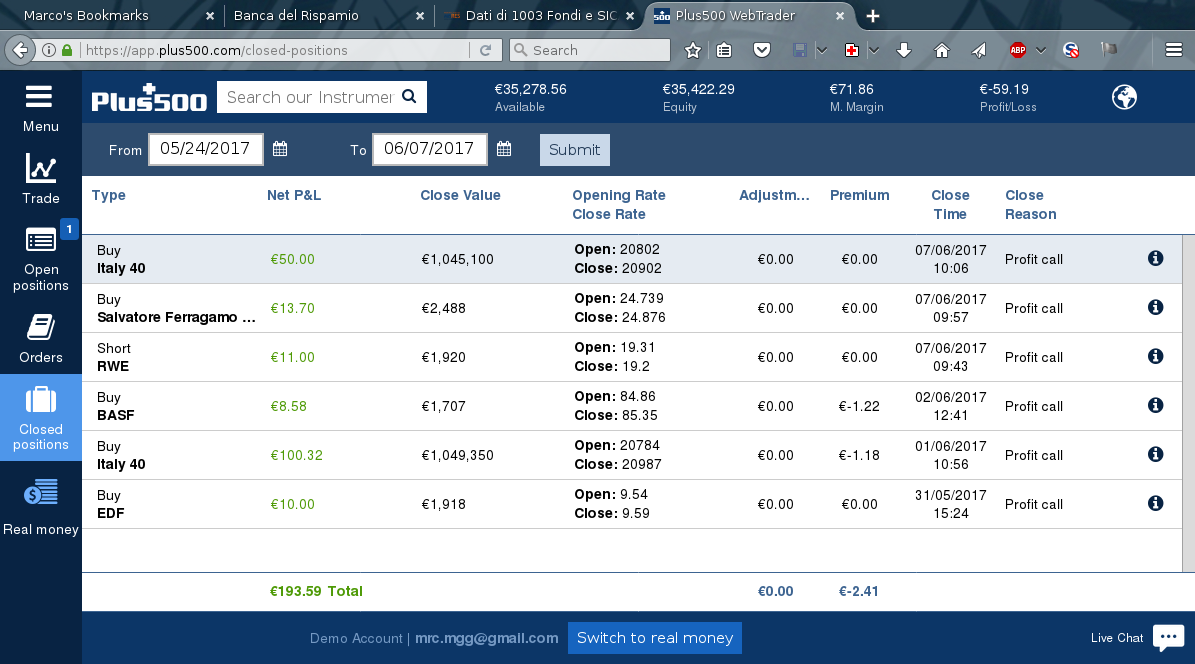 Marco's Bookmarks
Banca del Rispamio
Dati di 1003 Fondi e SIC
Plus500 WebTrader
https://app.plus500.com/closed-positions
Search
ABP
Menu
Trade
1
Open
positions
Orders
Closed
positions
Real money
Plus500
Search our Instrumer
€35,278.56
Available
€35,422.29
Equity
€71.86
M. Margin
€-59.19
Profit/Loss
From 05/24/2017 To 06/07/2017 Submit
Type Net P&L Close Value Opening Rate Adjustm... Premium Close Close
Close Rate Time Reason
Buy Open: 20802 07/06/2017
Italy 40 €50.00 €1,045,100 Close: 20902 €0.00 €0.00 10:06 Profit call
Buy Open: 24.739 07/06/2017
Salvatore Ferragamo ... €13.70 €2,488 Close: 24.876 €0.00 €0.00 09:57 Profit call
Short Open: 19.31 07/06/2017
RWE €11.00 €1,920 Close: 19.2 €0.00 €0.00 09:43 Profit call
Buy Open: 84.86 02/06/2017
BASF €8.58 €1,707 Close: 85.35 €0.00 €-1.22 12:41 Profit call
Buy Open: 20784 01/06/2017
Italy 40 €100.32 €1,049,350 Close: 20987 €0.00 €-1.18 10:56 Profit call
Buy Open: 9.54 31/05/2017
EDF €10.00 €1,918 Close: 9.59 €0.00 €0.00 15:24 Profit call
€193.59 Total €0.00 €-2.41
Demo Account | mrc.mgg@gmail.com Switch to real money Live Chat